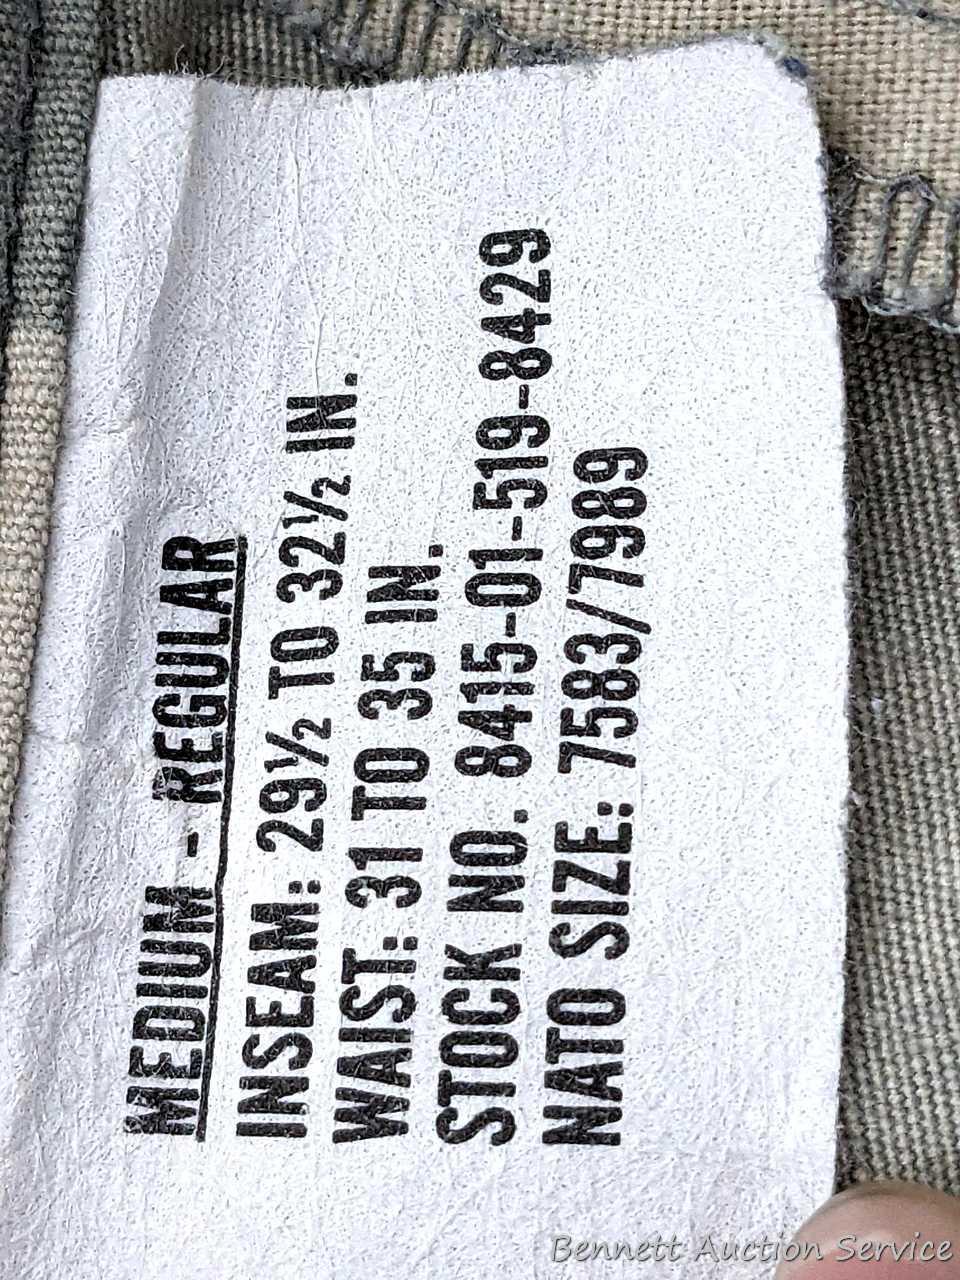 MEDIUM - REGULAR
INSEAM: 29½ TO 32½ IN.
WAIST: 31 TO 35 IN.
STOCK NO. 8415-01-519-8429
NATO SIZE: 7583/7989
Bennett Auction Service